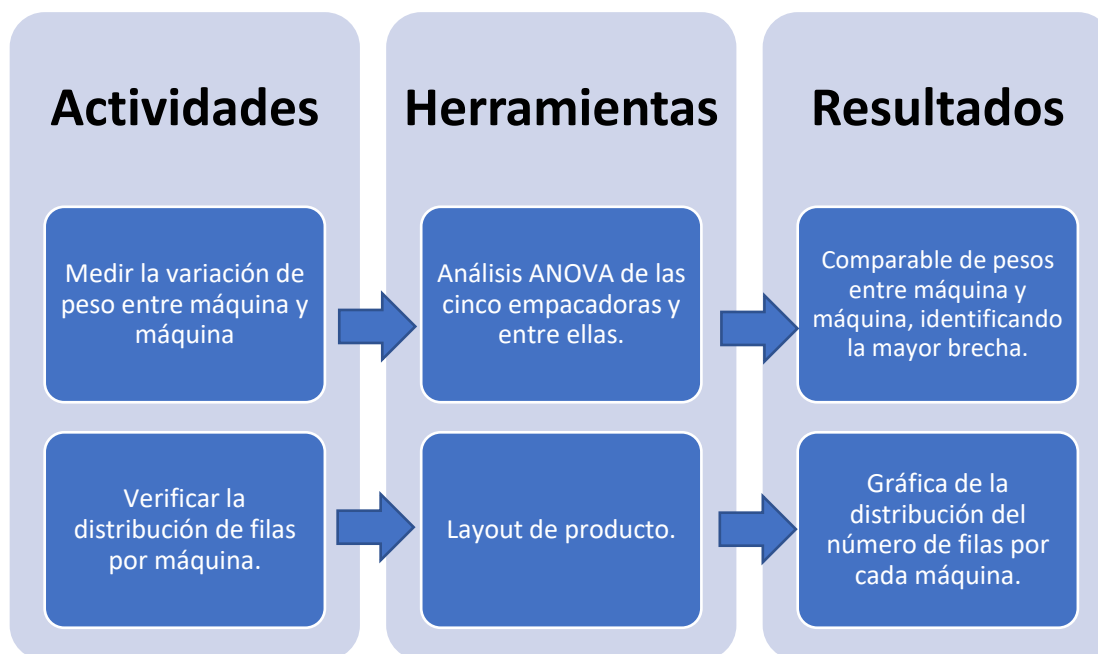 Actividades
Herramientas
Resultados
Medir la variación de
peso entre máquina y
máquina
Análisis ANOVA de las
cinco empacadoras y
entre ellas.
Comparable de pesos
entre máquina y
máquina, identificando
la mayor brecha.
Verificar la
distribución de filas
por máquina.
Layout de producto.
Gráfica de la
distribución del
número de filas por
cada máquina.